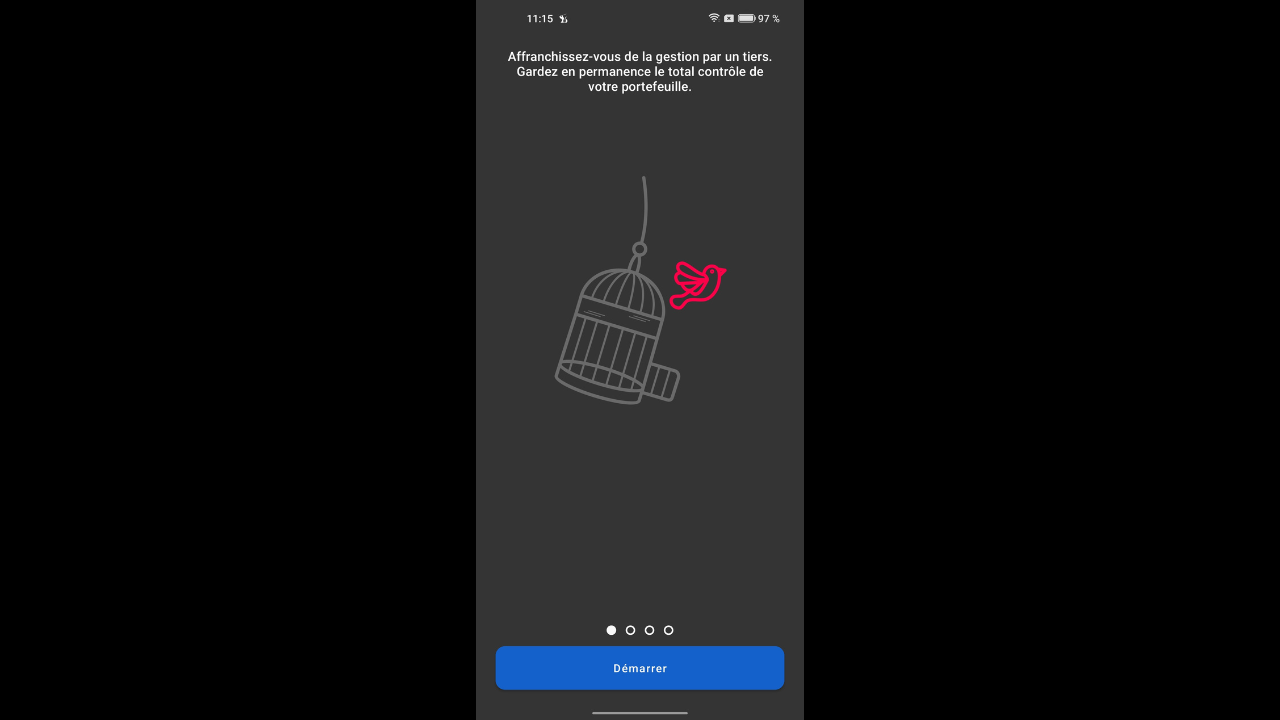 11:15
97 %
Affranchissez-vous de la gestion par un tiers.
Gardez en permanence le total contrôle de
votre portefeuille.
Démarrer